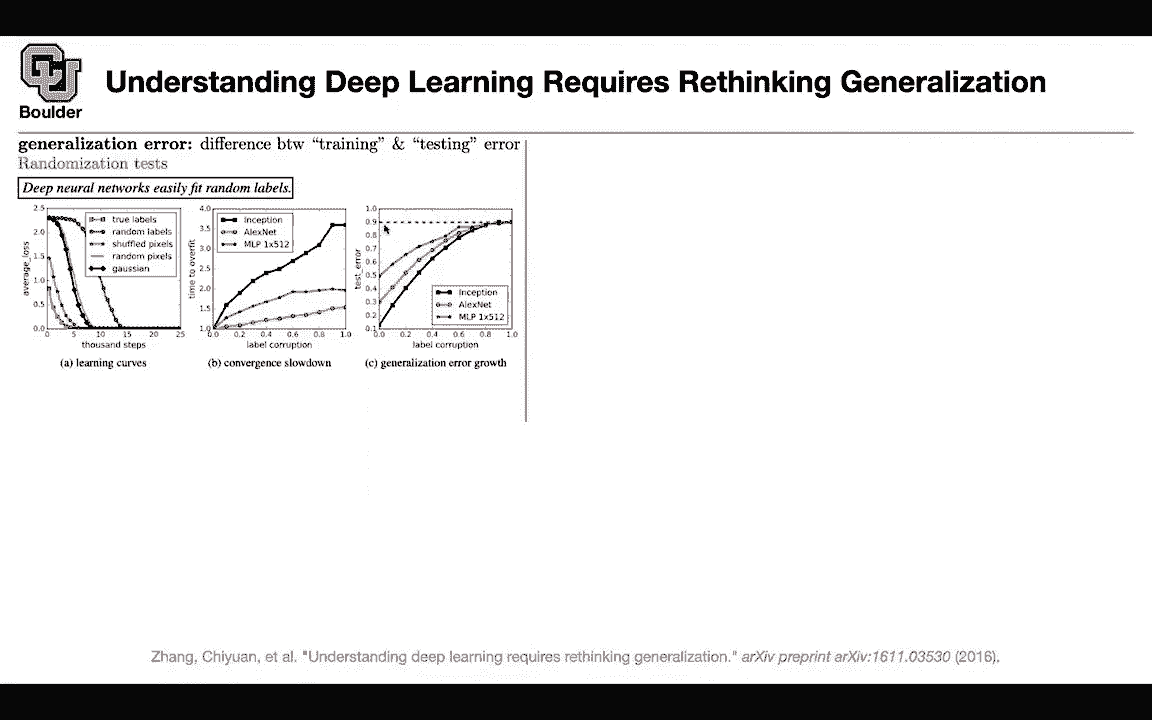 CU
Boulder
Understanding Deep Learning Requires Rethinking Generalization
generalization error: difference btw “training” & “testing” error
Randomization tests
Deep neural networks easily fit random labels.
2.5
2.0
1.5
1.0
0.5
0.0
0 5 10 15 20 25
average_loss
thousand steps
true labels
random labels
shuffled pixels
random pixels
gaussian
(a) learning curves
4.0
3.5
3.0
2.5
2.0
1.5
1.0
0.0 0.2 0.4 0.6 0.8 1.0
time to overfit
label corruption
Inception
AlexNet
MLP 1x512
(b) convergence slowdown
1.0
0.9
0.8
0.7
0.6
0.5
0.4
0.3
0.2
0.1
0.0 0.2 0.4 0.6 0.8 1.0
test_error
label corruption
Inception
AlexNet
MLP 1x512
(c) generalization error growth
Zhang, Chiyuan, et al. "Understanding deep learning requires rethinking generalization." arXiv preprint arXiv:1611.03530 (2016).